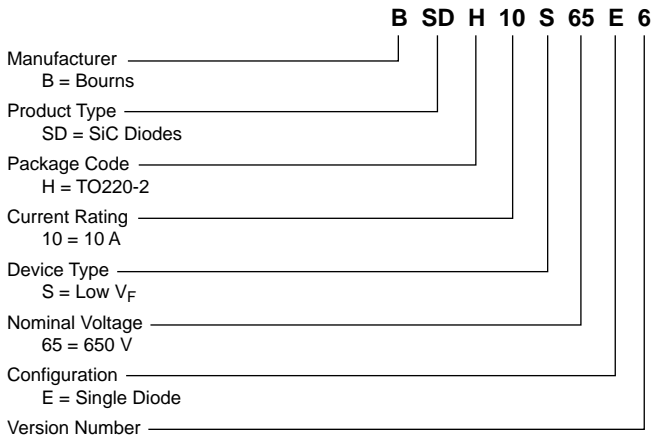 B SD H 10 S 65 E 6
Manufacturer
B = Bourns
Product Type
SD = SiC Diodes
Package Code
H = TO220-2
Current Rating
10 = 10 A
Device Type
S = Low VF
Nominal Voltage
65 = 650 V
Configuration
E = Single Diode
Version Number